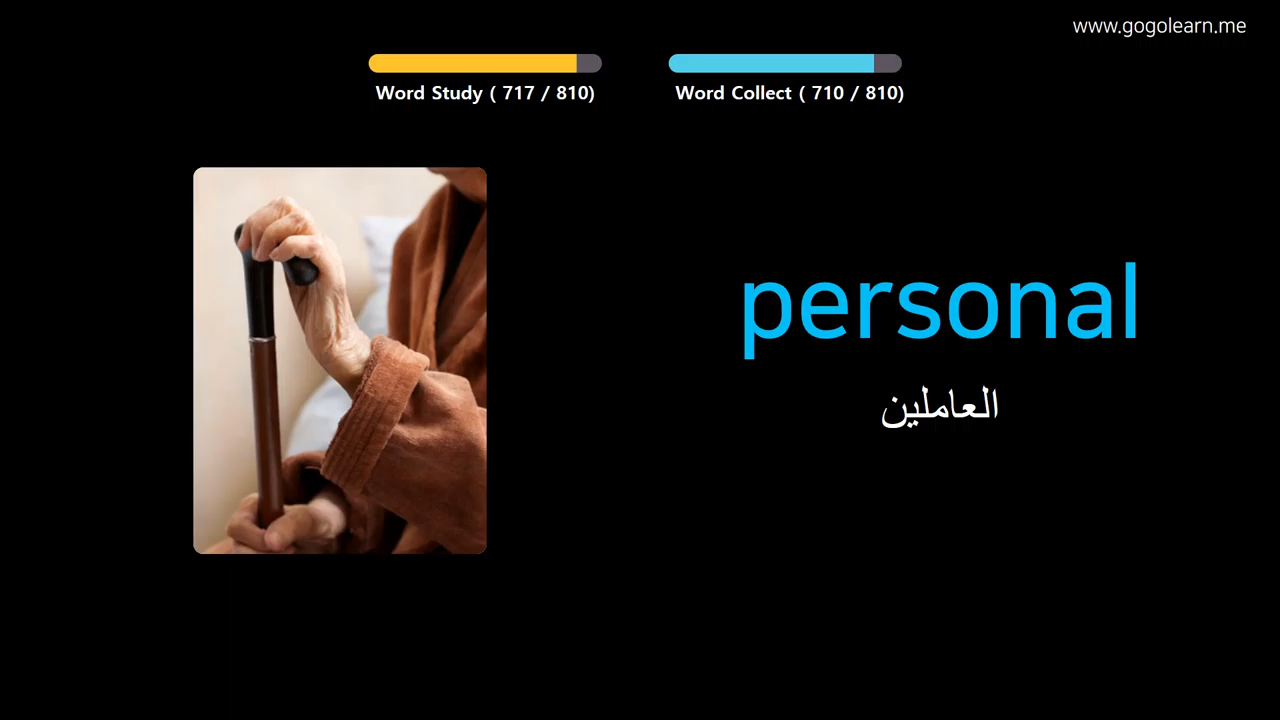 www.gogolearn.me
Word Study ( 717 / 810)
Word Collect ( 710 / 810)
personal
العاملين